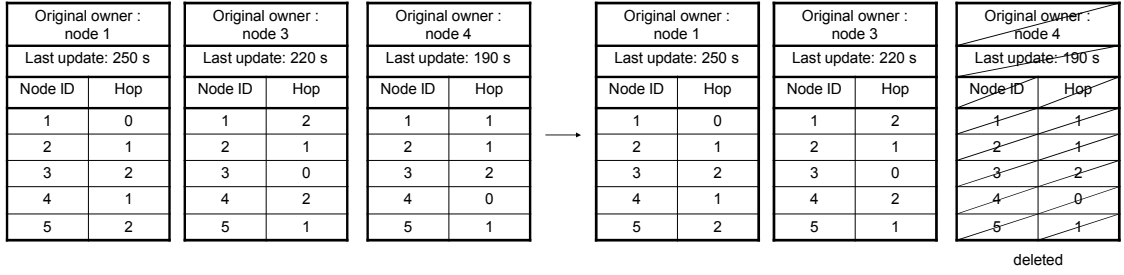 Original owner :
node 1
Last update: 250 s
Node ID Hop
1 0
2 1
3 2
4 1
5 2
Original owner :
node 3
Last update: 220 s
Node ID Hop
1 2
2 1
3 0
4 2
5 1
Original owner :
node 4
Last update: 190 s
Node ID Hop
1 1
2 1
3 2
4 0
5 1
Original owner :
node 1
Last update: 250 s
Node ID Hop
1 0
2 1
3 2
4 1
5 2
Original owner :
node 3
Last update: 220 s
Node ID Hop
1 2
2 1
3 0
4 2
5 1
Original owner :
node 4
Last update: 190 s
Node ID Hop
1 1
2 1
3 2
4 0
5 1
deleted